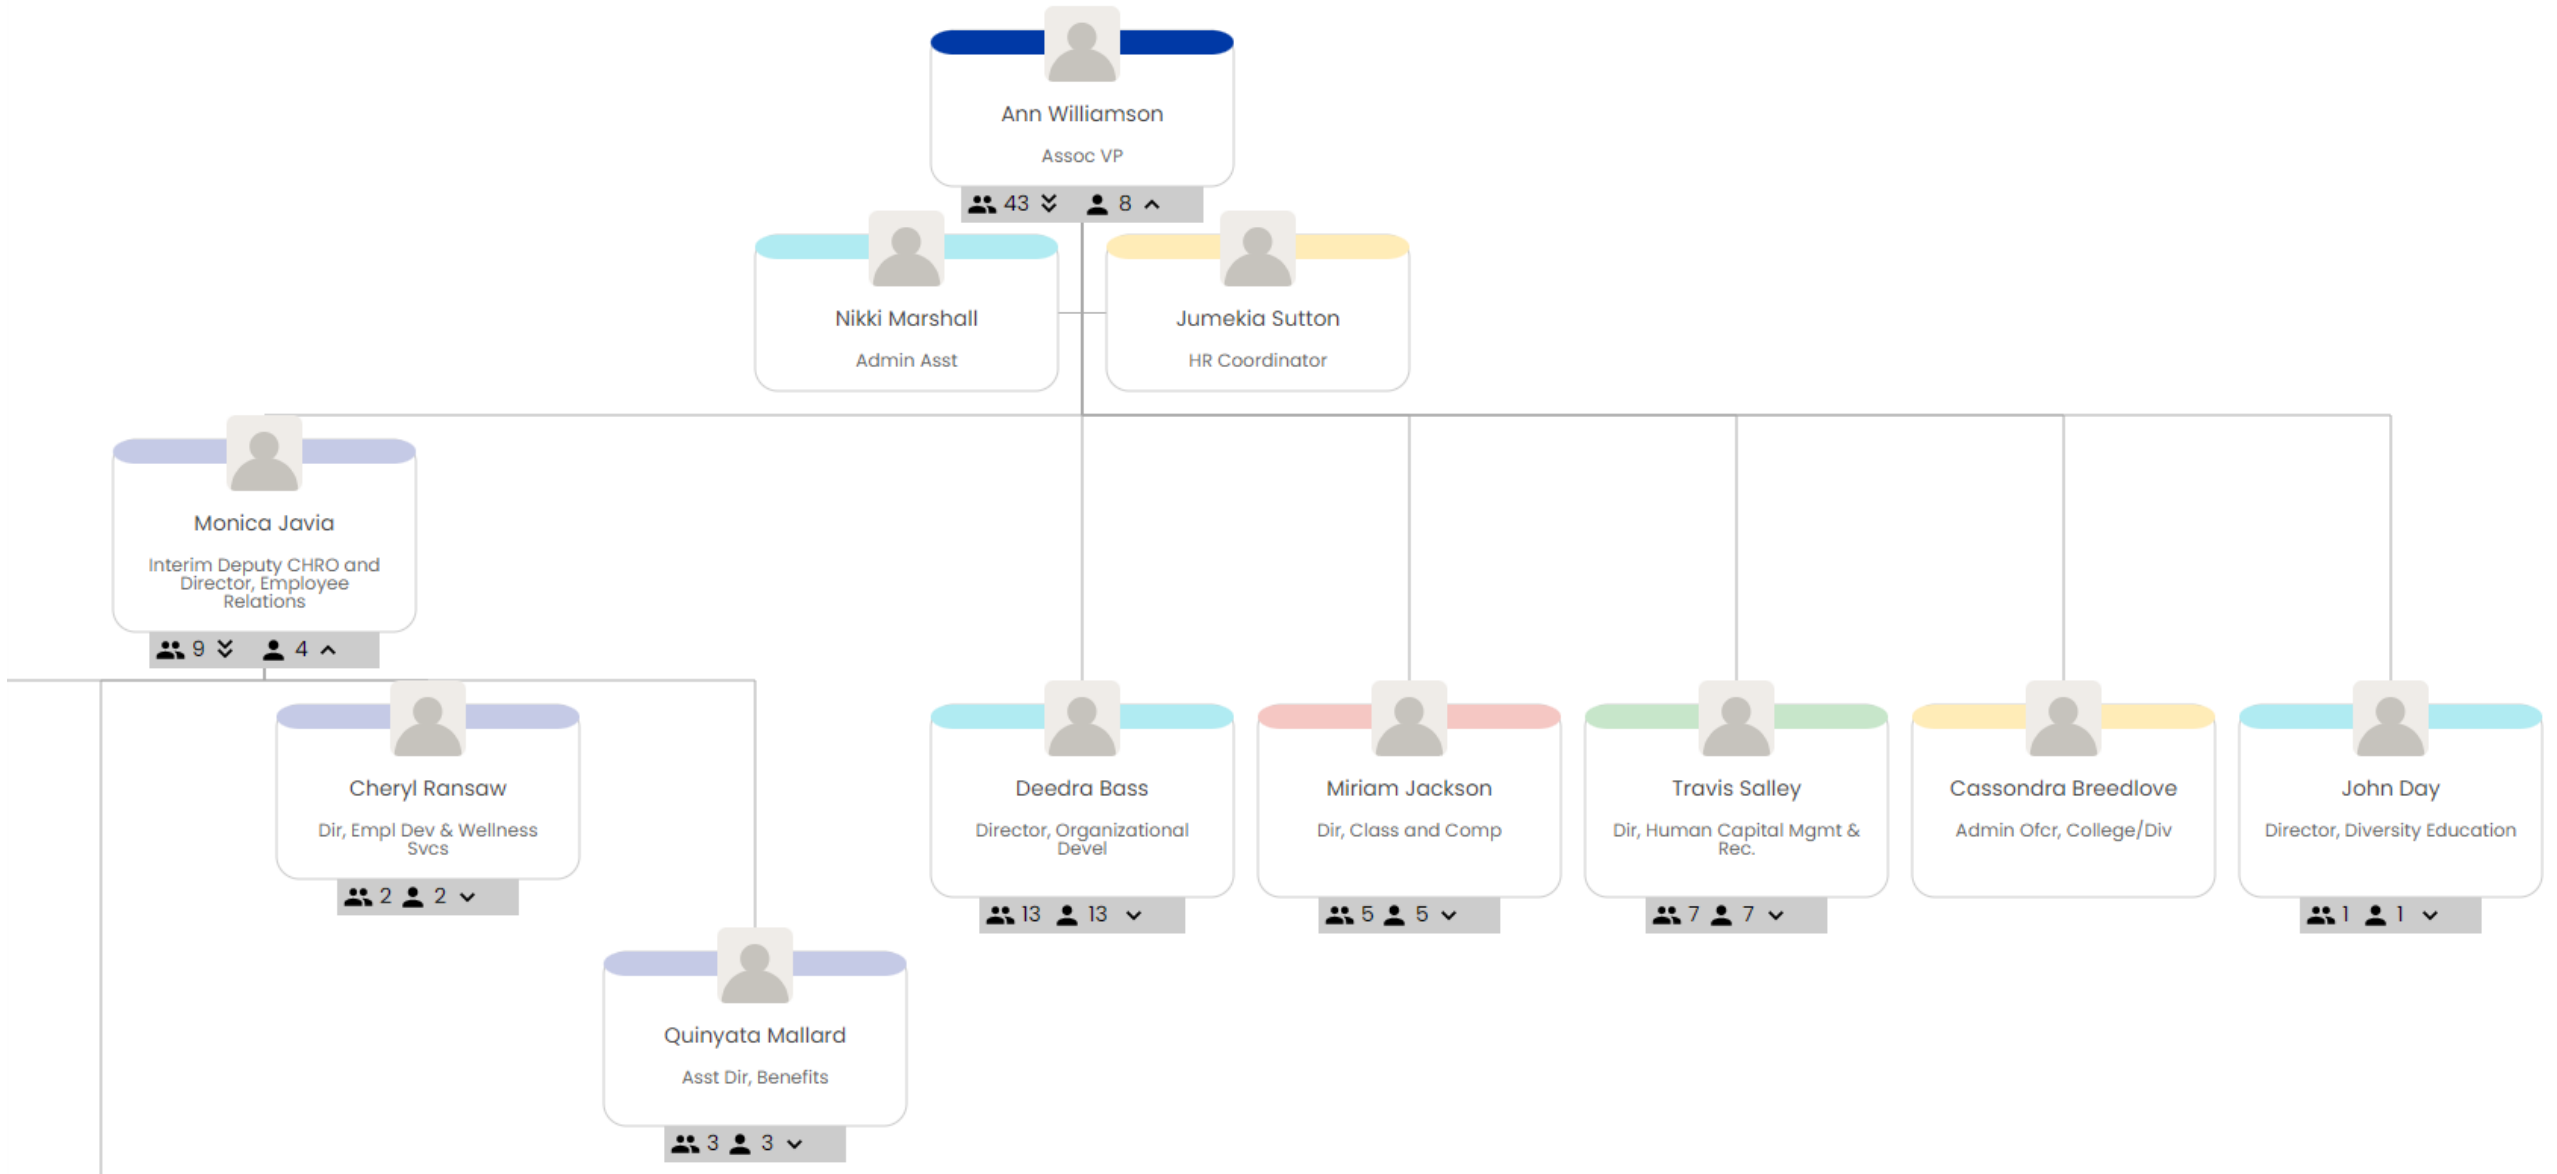 Ann Williamson
Assoc VP
43 8
Nikki Marshall
Admin Asst
Jumekia Sutton
HR Coordinator
Monica Javia
Interim Deputy CHRO and
Director, Employee
Relations
9 4
Cheryl Ransaw
Dir, Empl Dev & Wellness
Svcs
2 2
Quinyata Mallard
Asst Dir, Benefits
3 3
Deedra Bass
Director, Organizational
Devel
13 13
Miriam Jackson
Dir, Class and Comp
5 5
Travis Salley
Dir, Human Capital Mgmt &
Rec.
7 7
Cassondra Breedlove
Admin Ofcr, College/Div
John Day
Director, Diversity Education
1 1